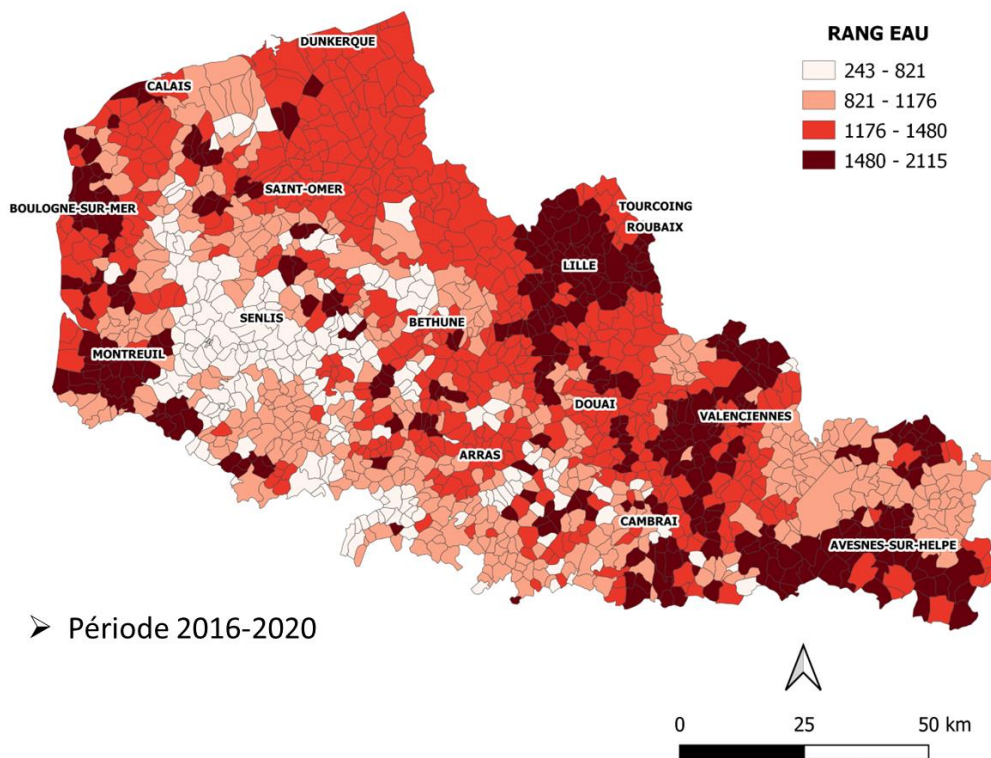 DUNKERQUE
RANG EAU
243 - 821
821 - 1176
1176 - 1480
1480 - 2115
CALAIS
SAINT-OMER
BOULOGNE-SUR-MER
TOURCOING
ROUBAIX
LILLE
SENLIS
BETHUNE
MONTREUIL
DOUAI
VALENCIENNES
ARRAS
CAMBRAI
AVESNES-SUR-HELPE
➢ Période 2016-2020
0 25 50 km